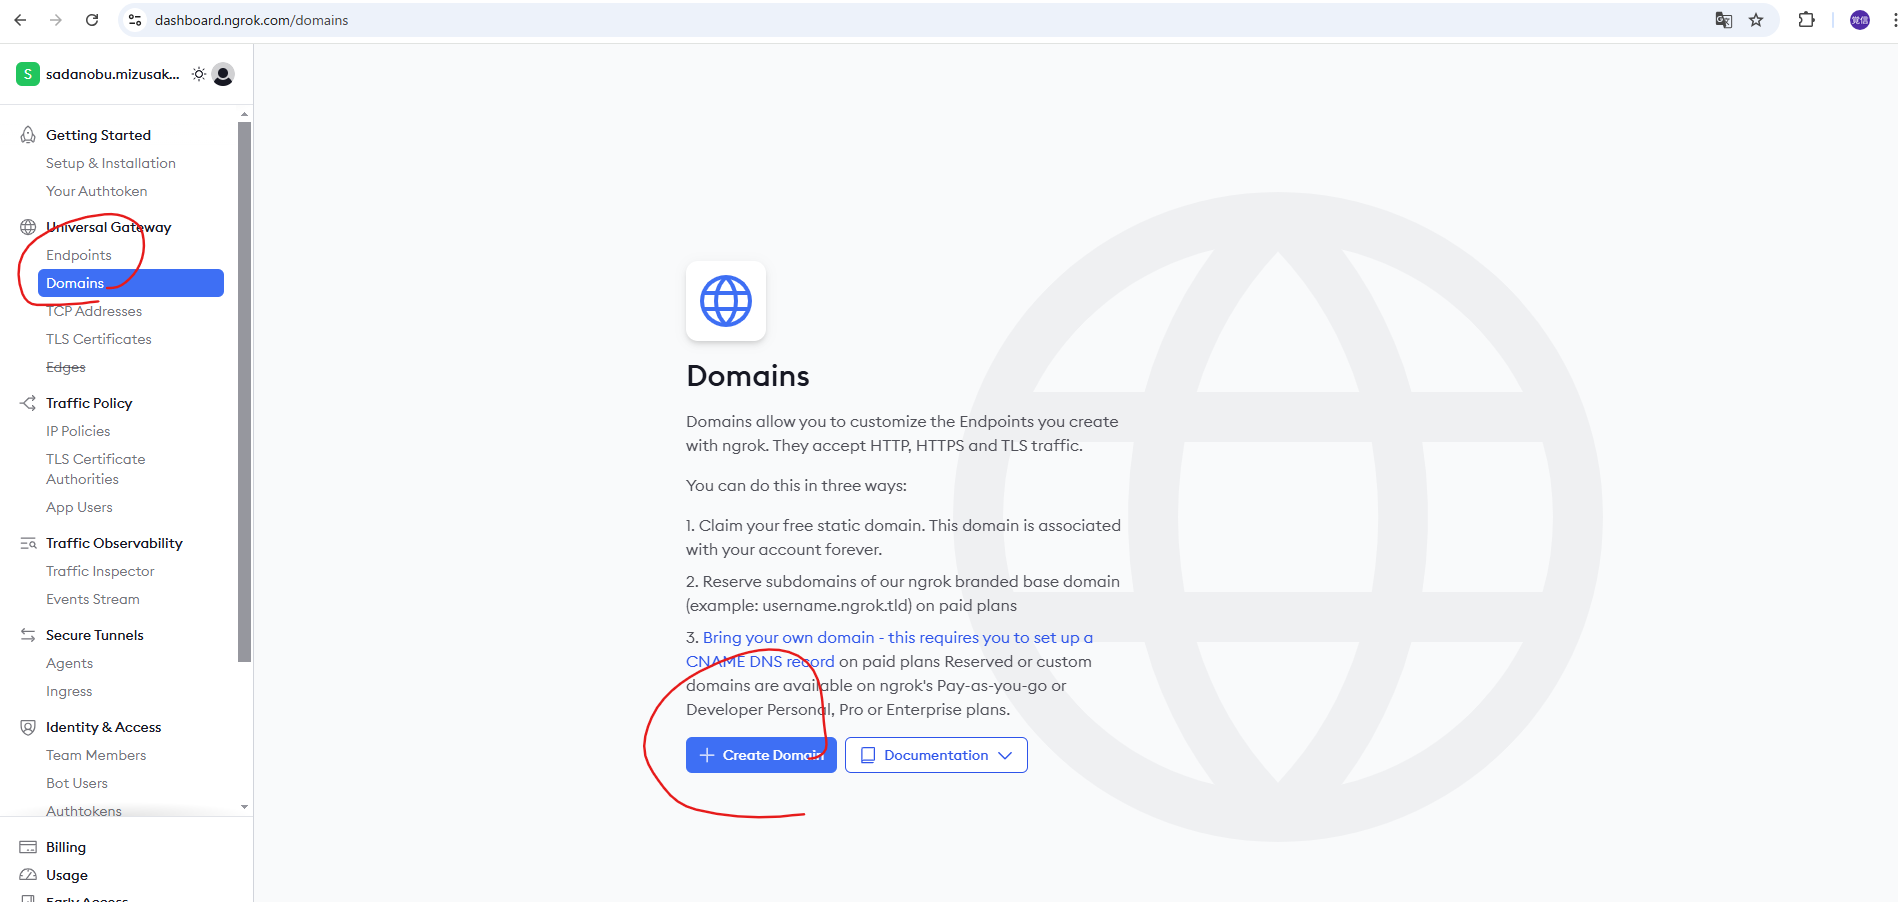 dashboard.ngrok.com/domains
覚信
S sadanobu.mizusak...
Getting Started
Setup & Installation
Your Authtoken
Universal Gateway
Endpoints
Domains
TCP Addresses
TLS Certificates
Edges
Traffic Policy
IP Policies
TLS Certificate
Authorities
App Users
Traffic Observability
Traffic Inspector
Events Stream
Secure Tunnels
Agents
Ingress
Identity & Access
Team Members
Bot Users
Authtokens
Billing
Usage
Early Access
Domains
Domains allow you to customize the Endpoints you create
with ngrok. They accept HTTP, HTTPS and TLS traffic.
You can do this in three ways:
1. Claim your free static domain. This domain is associated
with your account forever.
2. Reserve subdomains of our ngrok branded base domain
(example: username.ngrok.tld) on paid plans
3. Bring your own domain - this requires you to set up a
CNAME DNS record on paid plans Reserved or custom
domains are available on ngrok's Pay-as-you-go or
Developer Personal, Pro or Enterprise plans.
Create Domain
Documentation